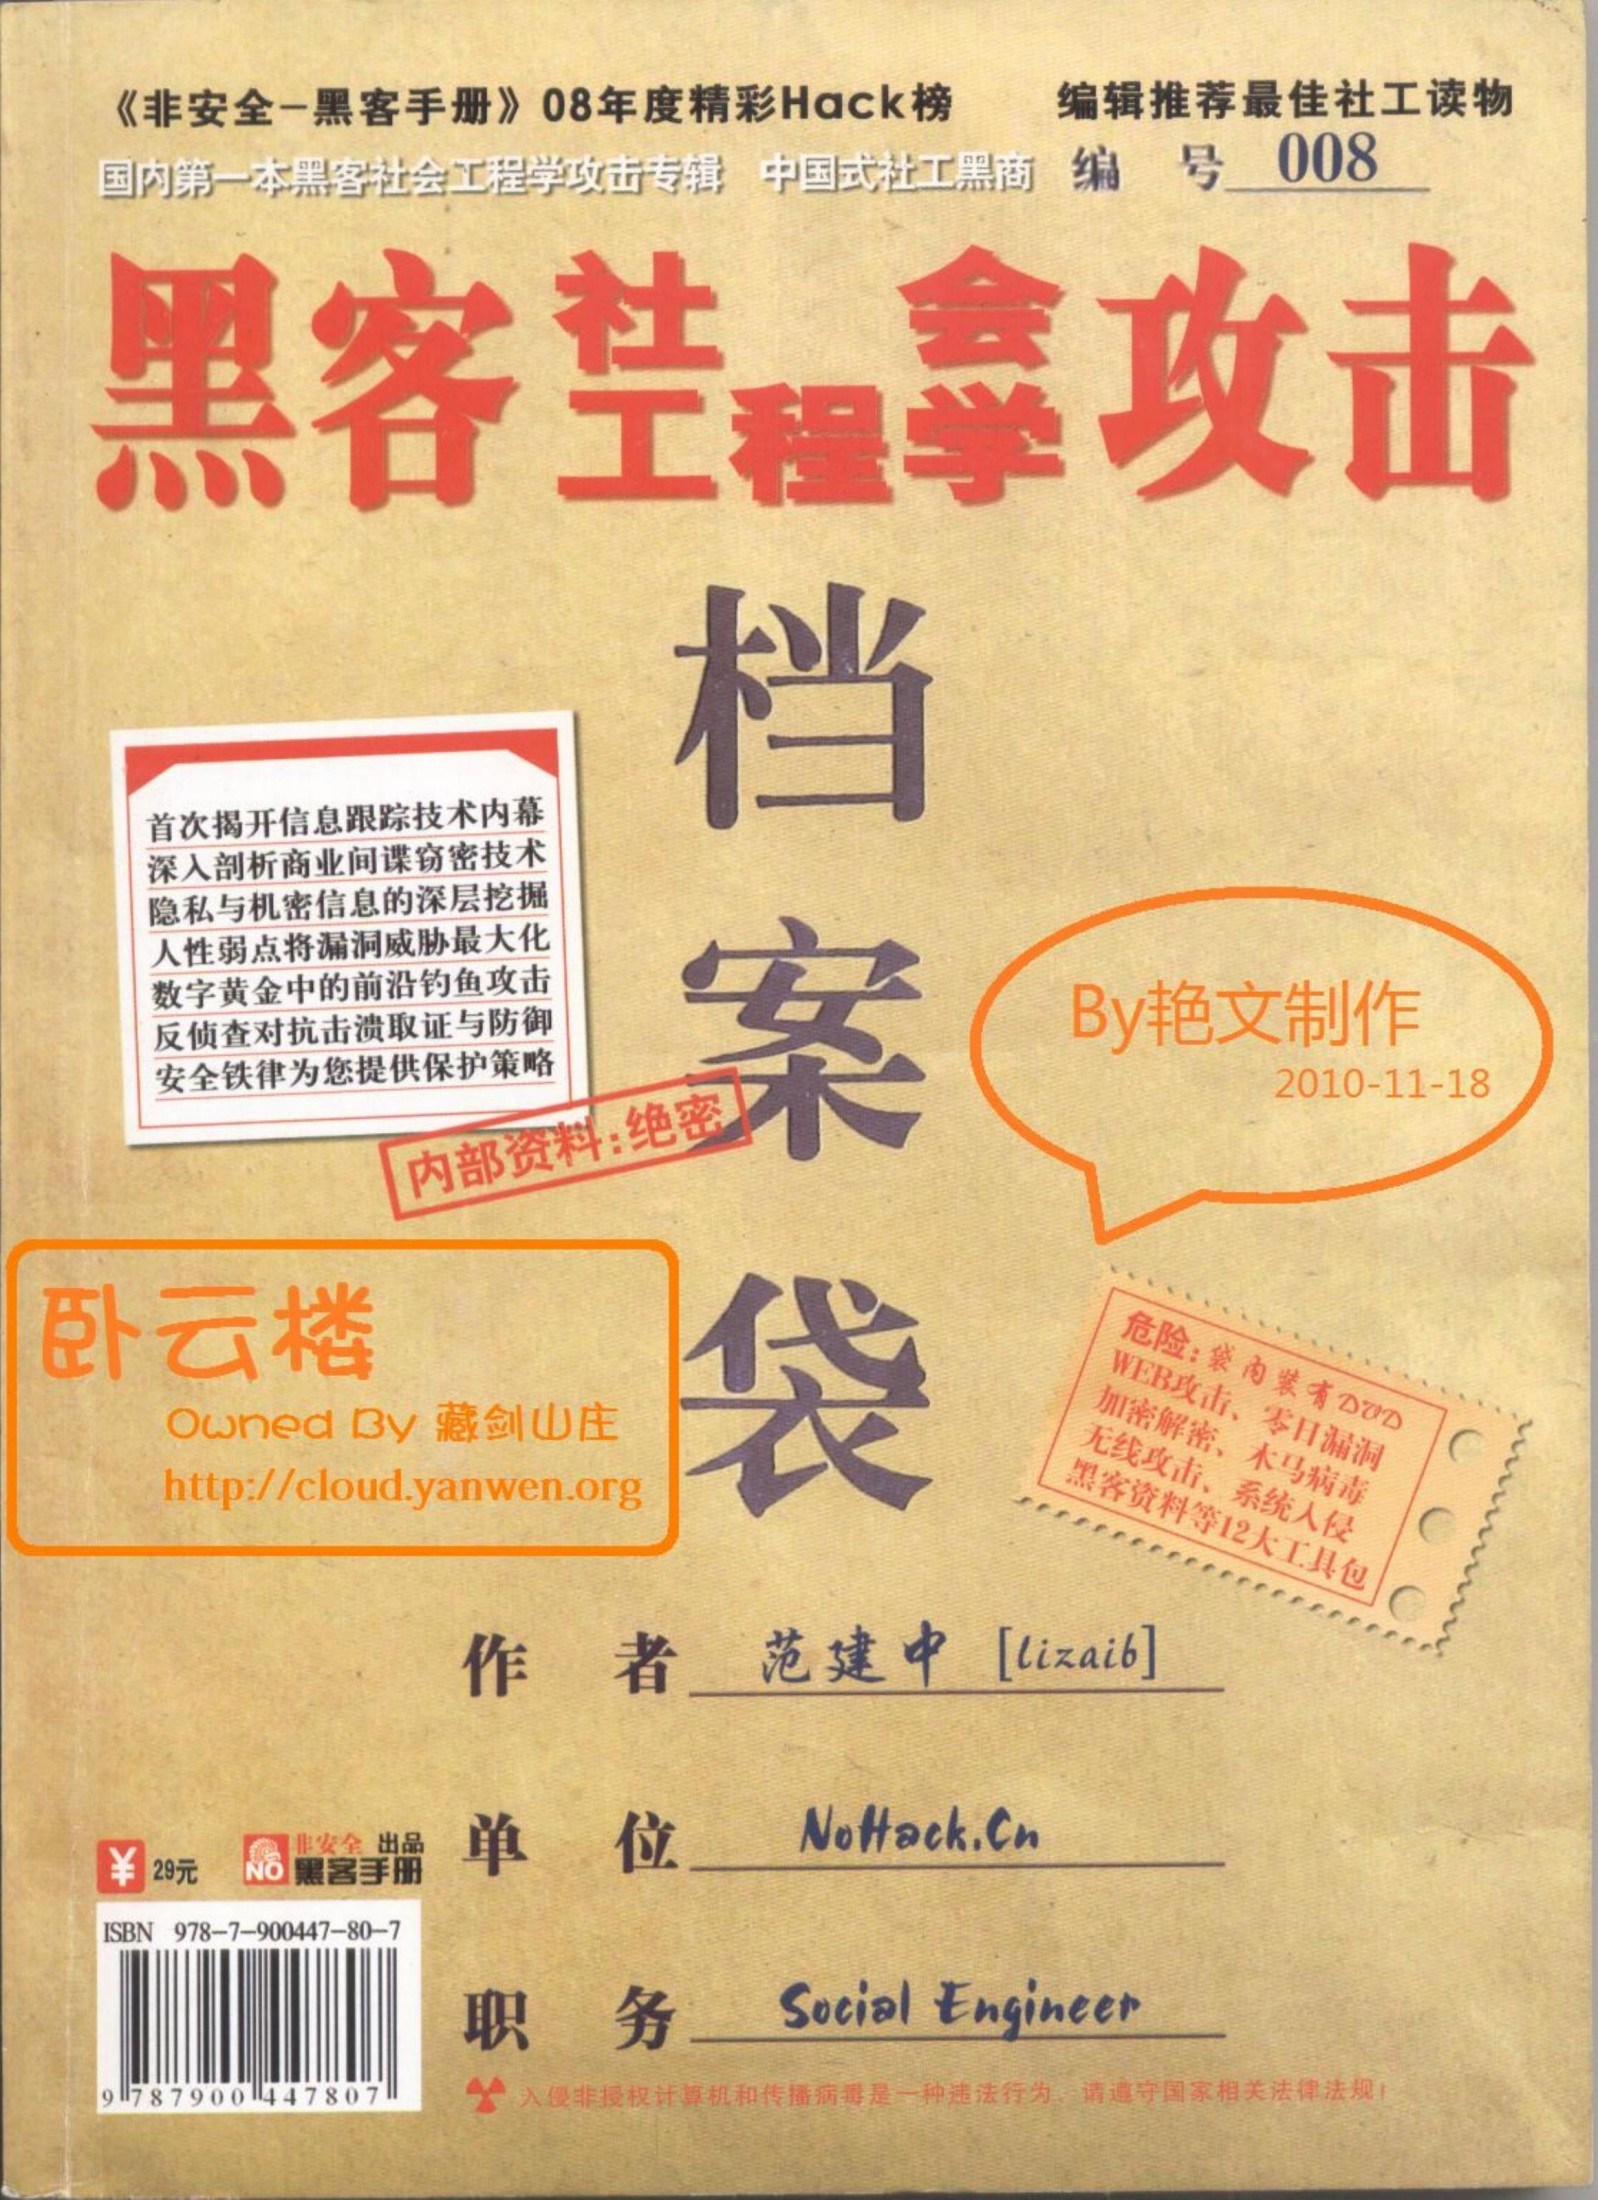 《非安全-黑客手册》08年度精彩Hack榜 编辑推荐最佳社工读物
国内第一本黑客社会工程学攻击专辑 中国式社工黑商 编 号 008
黑客社会工程学攻击
档案袋
首次揭开信息跟踪技术内幕
深入剖析商业间谍窃密技术
隐私与机密信息的深层挖掘
人性弱点将漏洞威胁最大化
数字黄金中的前沿钓鱼攻击
反侦查对抗击溃取证与防御
安全铁律为您提供保护策略
内部资料:绝密
By艳文制作
2010-11-18
卧云楼
Owned By 藏剑山庄
http://cloud.yanwen.org
危险:袋内装有DVD
WEB攻击、零日漏洞
加密解密、木马病毒
无线攻击、系统入侵
黑客资料等12大工具包
作 者 范建中 [lizaib]
单 位 NoHack.Cn
职 务 Social Engineer
¥ 29元
NO 非安全 出品
黑客手册
ISBN 978-7-900447-80-7
9 787900 447807
入侵非授权计算机和传播病毒是一种违法行为，请遵守国家相关法律法规！